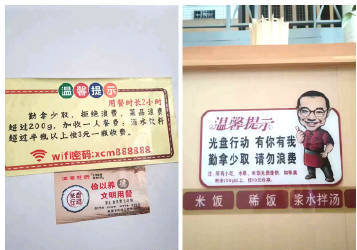 温馨提示
用餐时长2小时
勤拿少取，拒绝浪费，菜品浪费
超过200g，加收一人餐费；酒水饮料
超过半瓶以上按3元一瓶收费。
wifi密码:xcm888888
俭以养德
文明用餐
温馨提示
光盘行动 有你有我
勤拿少取 请勿浪费
米饭
稀饭
浆水拌汤